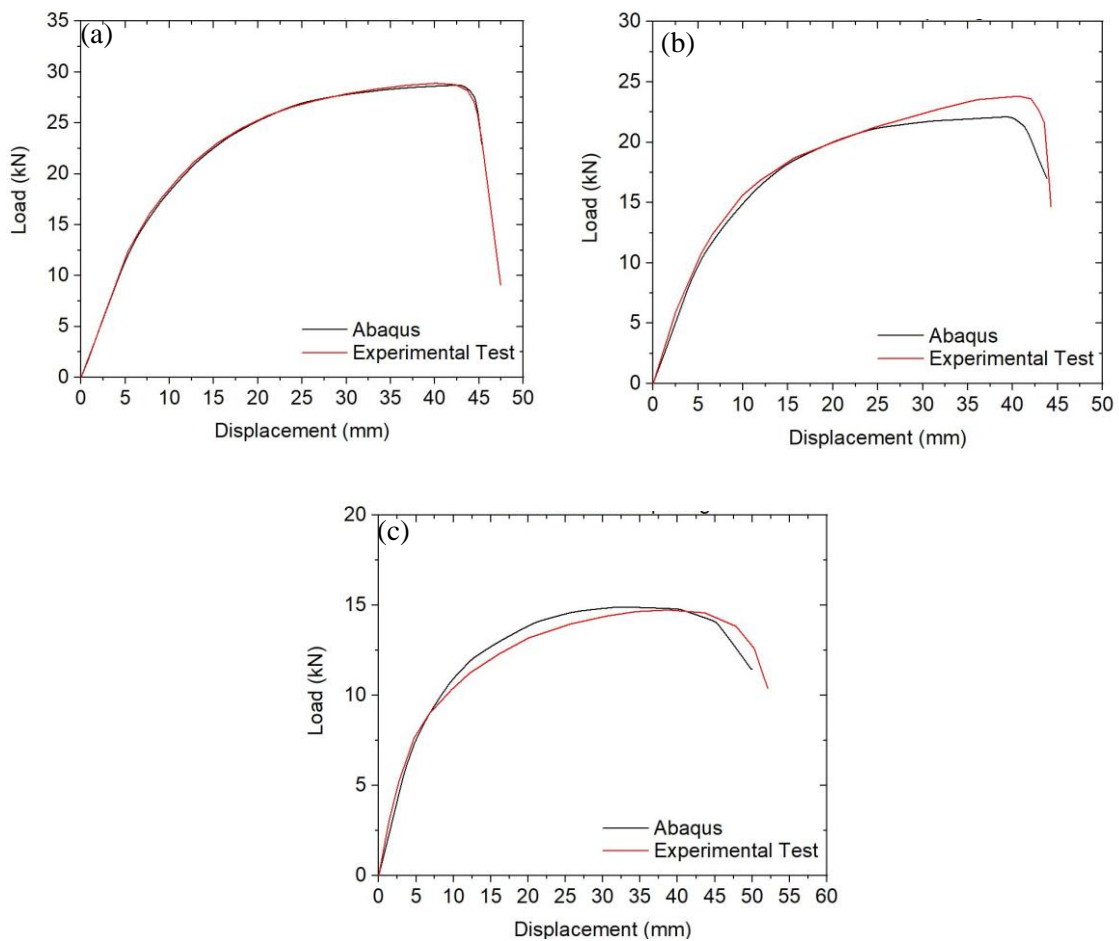 (a)
35
30
25
20
15
10
5
0
Load (kN)
Abaqus
Experimental Test
0 5 10 15 20 25 30 35 40 45 50
Displacement (mm)
(b)
30
25
20
15
10
5
0
Load (kN)
Abaqus
Experimental Test
0 5 10 15 20 25 30 35 40 45 50
Displacement (mm)
(c)
20
15
10
5
0
Load (kN)
Abaqus
Experimental Test
0 5 10 15 20 25 30 35 40 45 50 55 60
Displacement (mm)